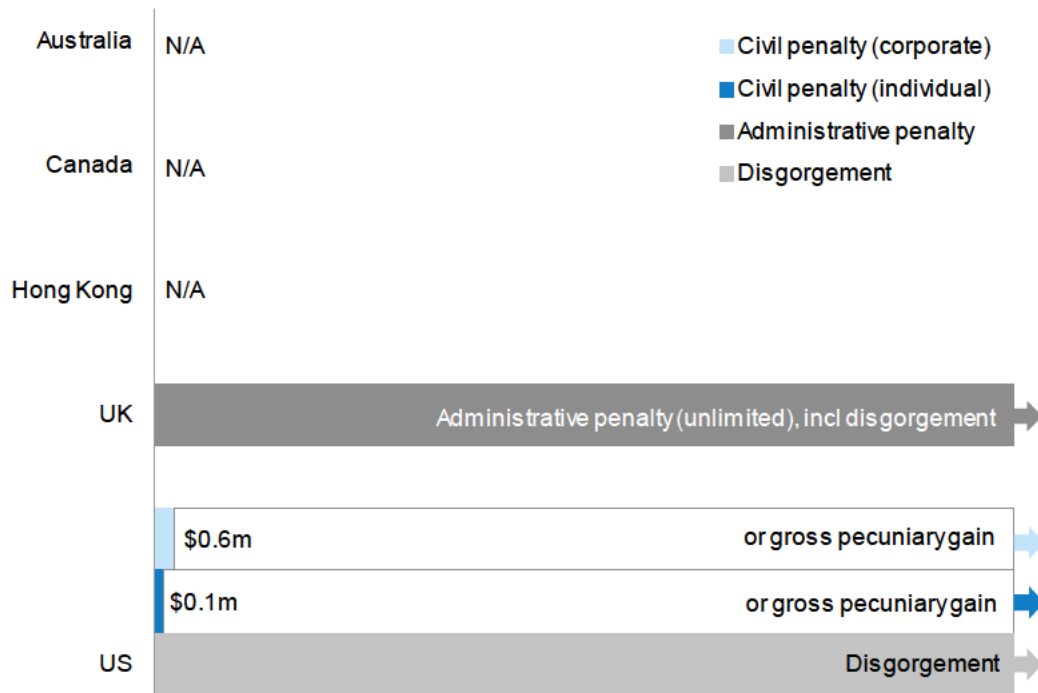 Australia N/A
Civil penalty (corporate)
Civil penalty (individual)
Administrative penalty
Disgorgement
Canada N/A
Hong Kong N/A
UK Administrative penalty (unlimited), incl disgorgement
$0.6m or gross pecuniary gain
$0.1m or gross pecuniary gain
US Disgorgement